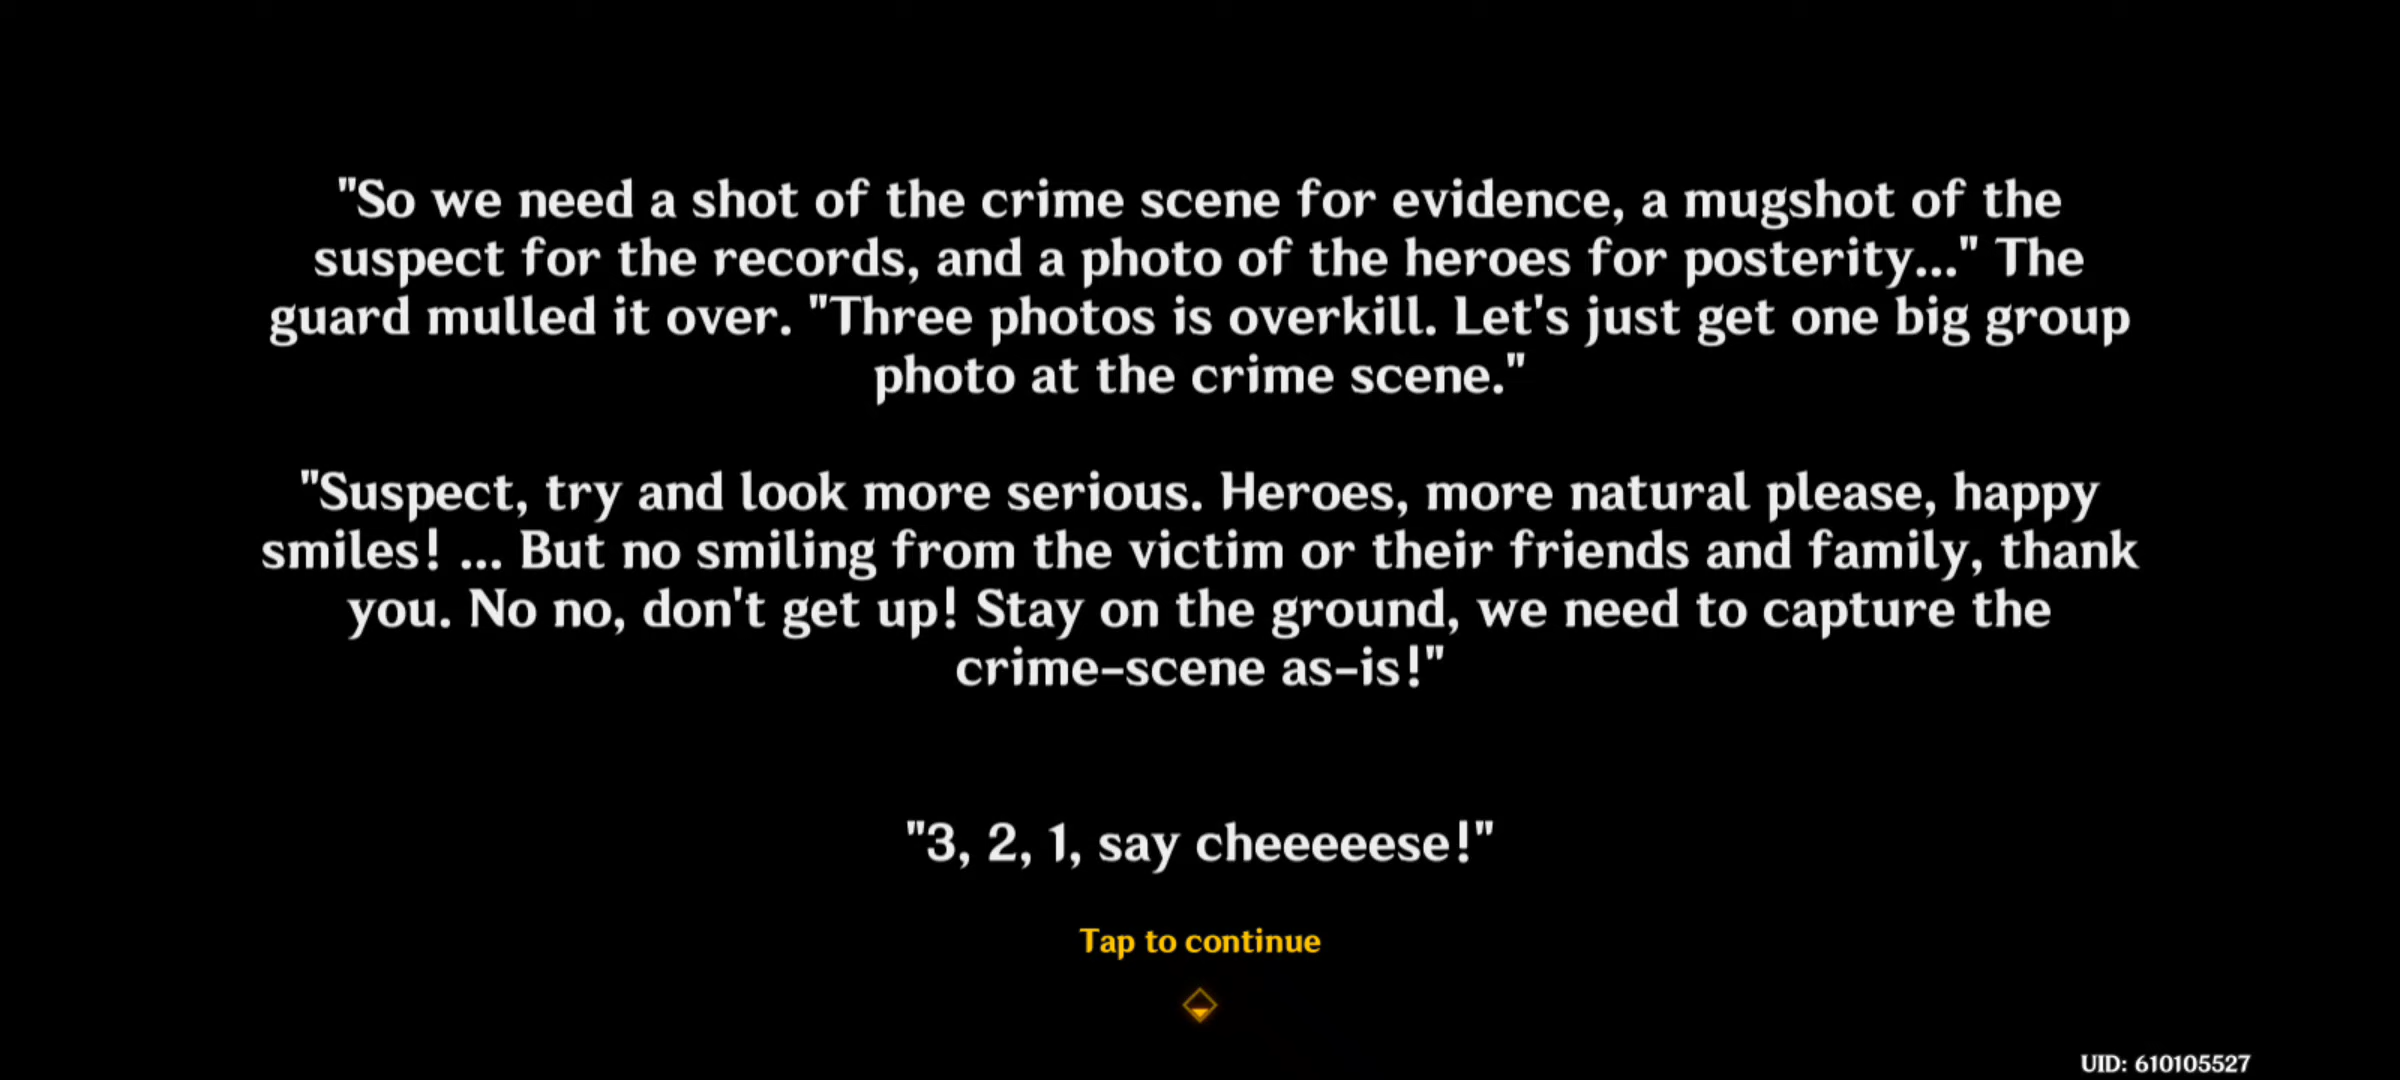 "So we need a shot of the crime scene for evidence, a mugshot of the
suspect for the records, and a photo of the heroes for posterity..." The
guard mulled it over. "Three photos is overkill. Let's just get one big group
photo at the crime scene."
"Suspect, try and look more serious. Heroes, more natural please, happy
smiles! ... But no smiling from the victim or their friends and family, thank
you. No no, don't get up! Stay on the ground, we need to capture the
crime-scene as-is!"
"3, 2, 1, say cheeeeese!"
Tap to continue
UID: 610105527